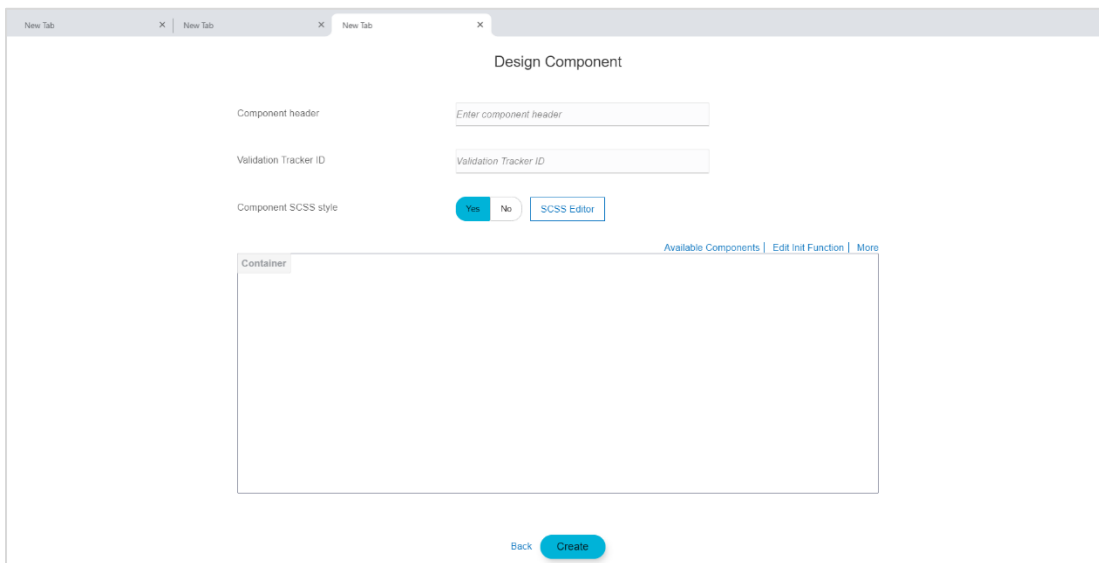 New Tab × New Tab × New Tab ×
Design Component
Component header Enter component header
Validation Tracker ID Validation Tracker ID
Component SCSS style Yes No SCSS Editor
Available Components | Edit Init Function | More
Container
Back Create